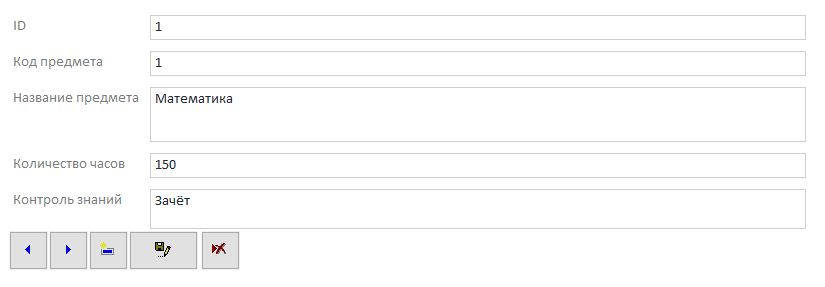 ID 1
Код предмета 1
Название предмета Математика
Количество часов 150
Контроль знаний Зачёт